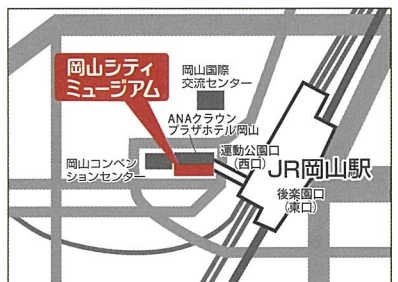 岡山シティ
ミュージアム
岡山国際
交流センター
ANAクラウン
プラザホテル岡山
運動公園口
(西口)
岡山コンベン
ションセンター
JR岡山駅
後楽園口
(東口)